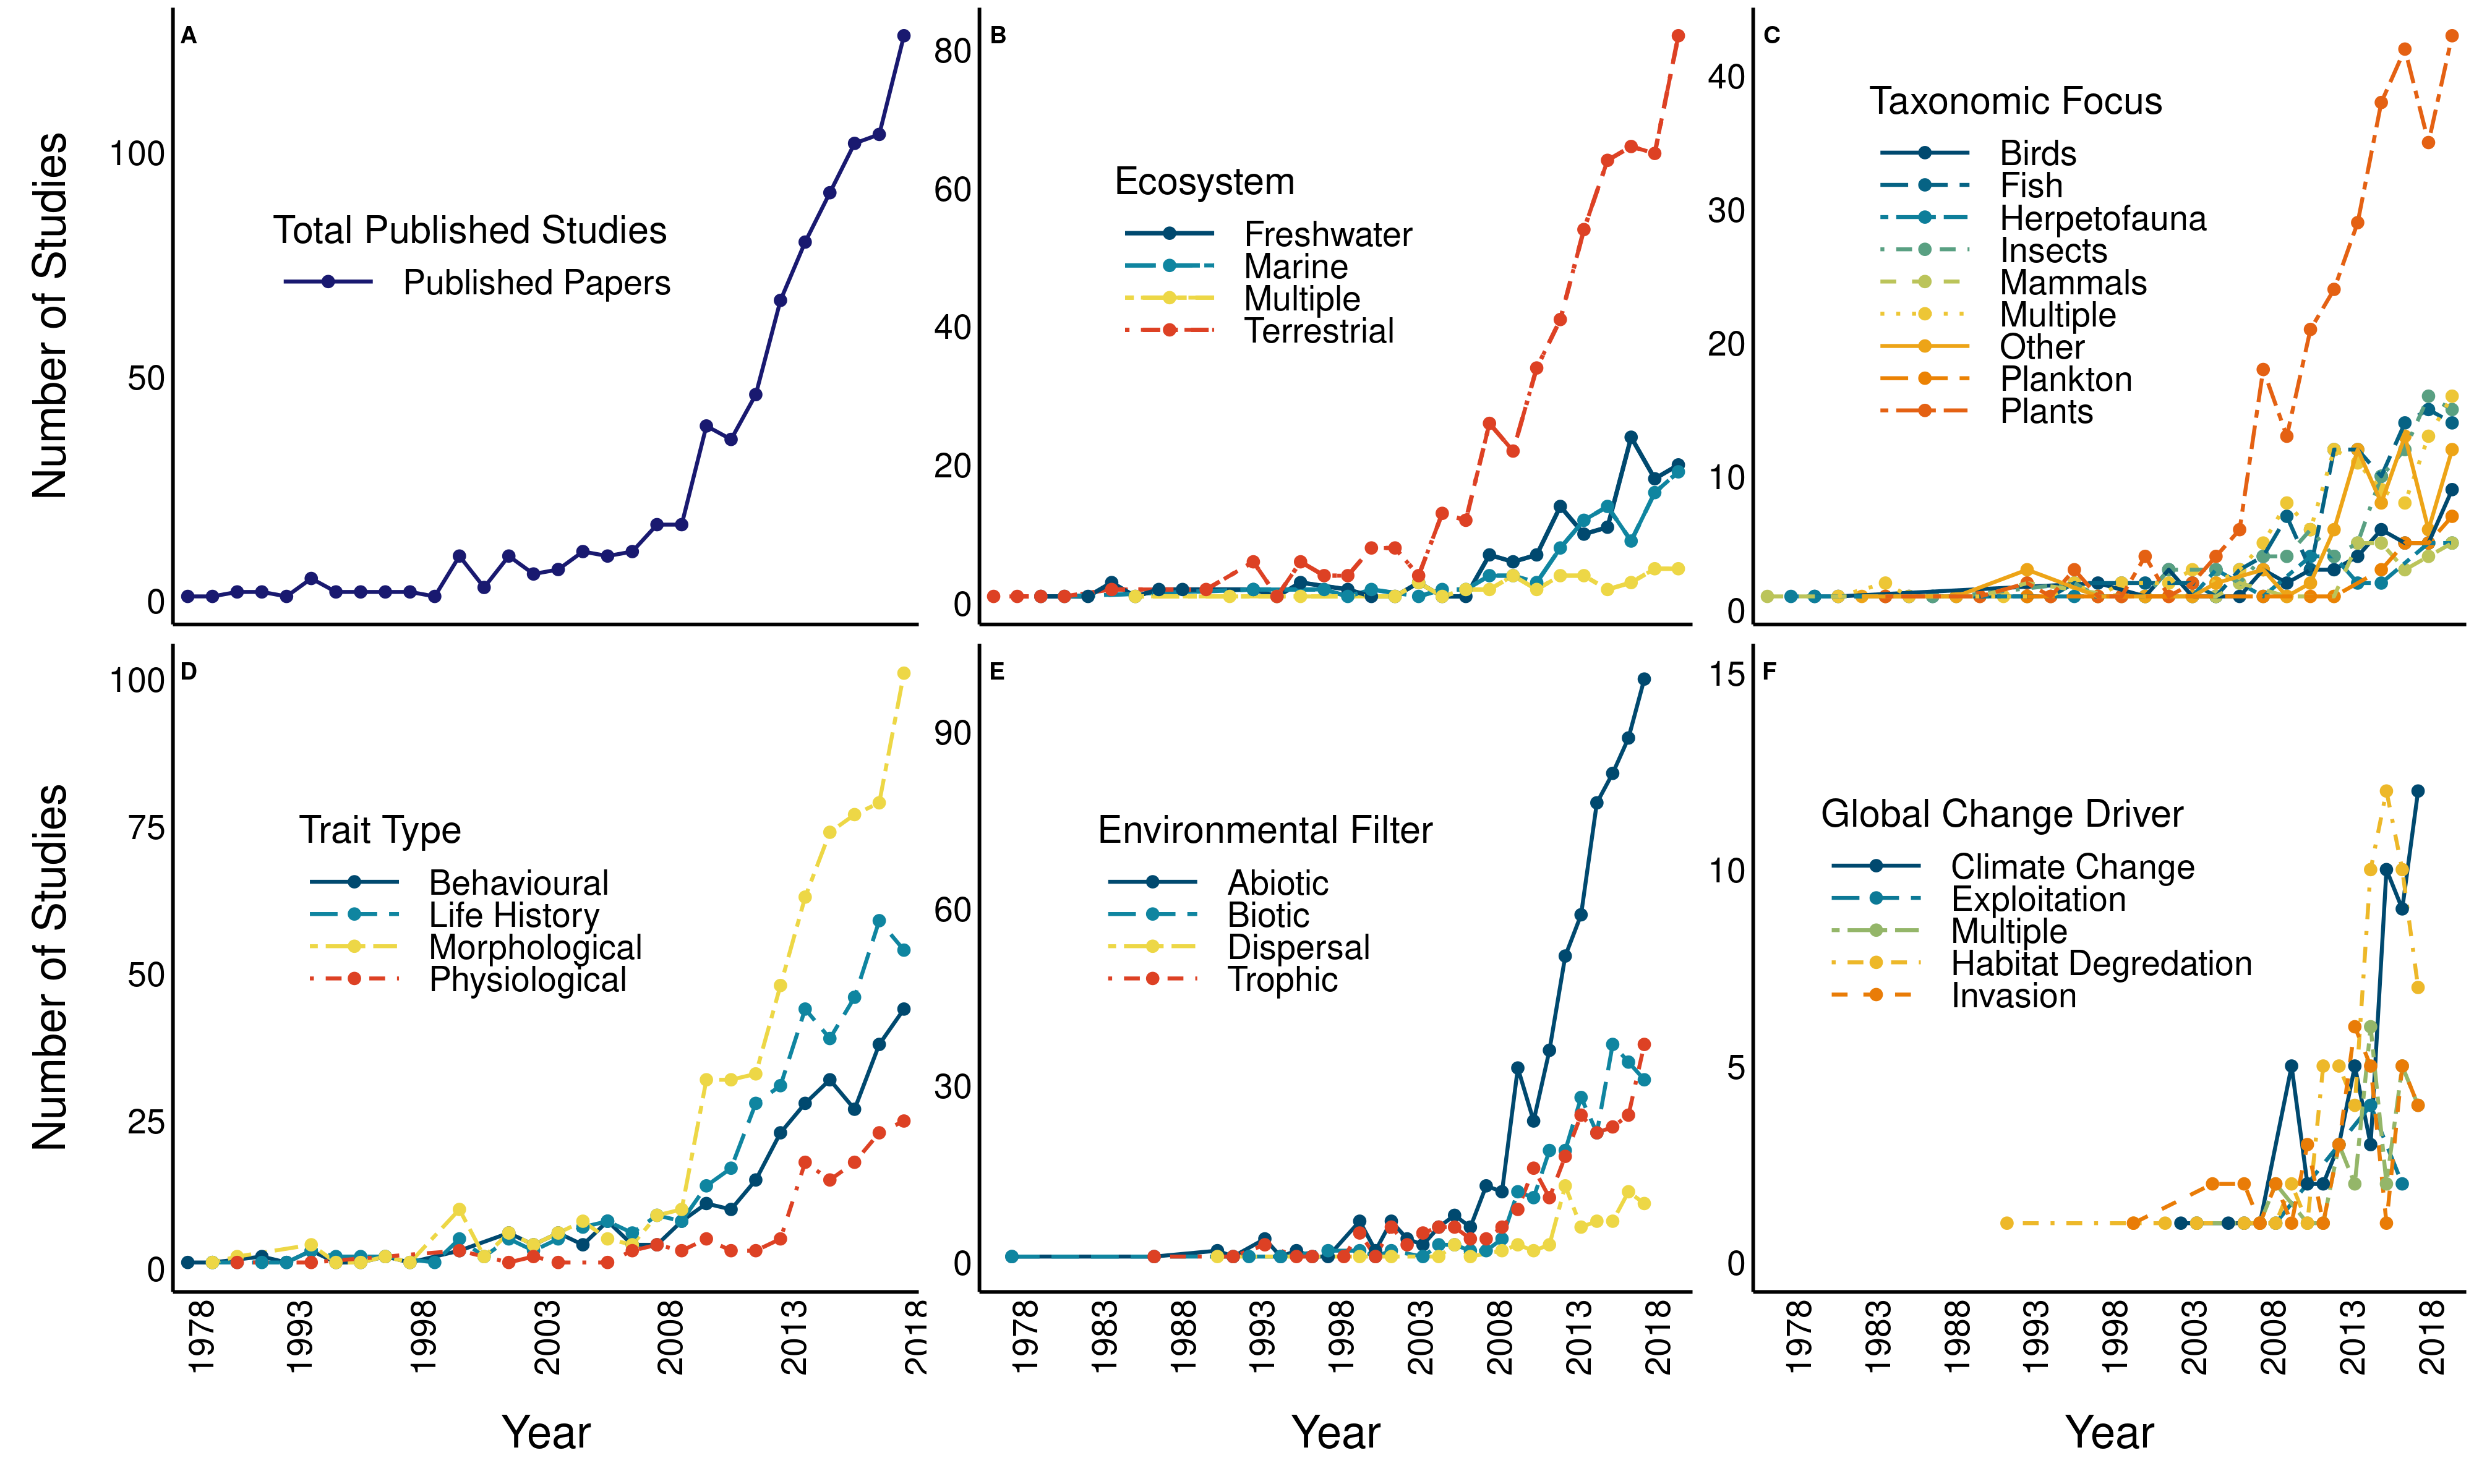 A
Number of Studies
100
50
0
Total Published Studies
Published Papers
B
80
60
40
20
0
Ecosystem
Freshwater
Marine
Multiple
Terrestrial
C
40
30
20
10
0
Taxonomic Focus
Birds
Fish
Herpetofauna
Insects
Mammals
Multiple
Other
Plankton
Plants
D
Number of Studies
100
75
50
25
0
Trait Type
Behavioural
Life History
Morphological
Physiological
1978
1993
1998
2003
2008
2013
2018
Year
E
90
60
30
0
Environmental Filter
Abiotic
Biotic
Dispersal
Trophic
1978
1983
1988
1993
1998
2003
2008
2013
2018
Year
F
15
10
5
0
Global Change Driver
Climate Change
Exploitation
Multiple
Habitat Degredation
Invasion
1978
1983
1988
1993
1998
2003
2008
2013
2018
Year